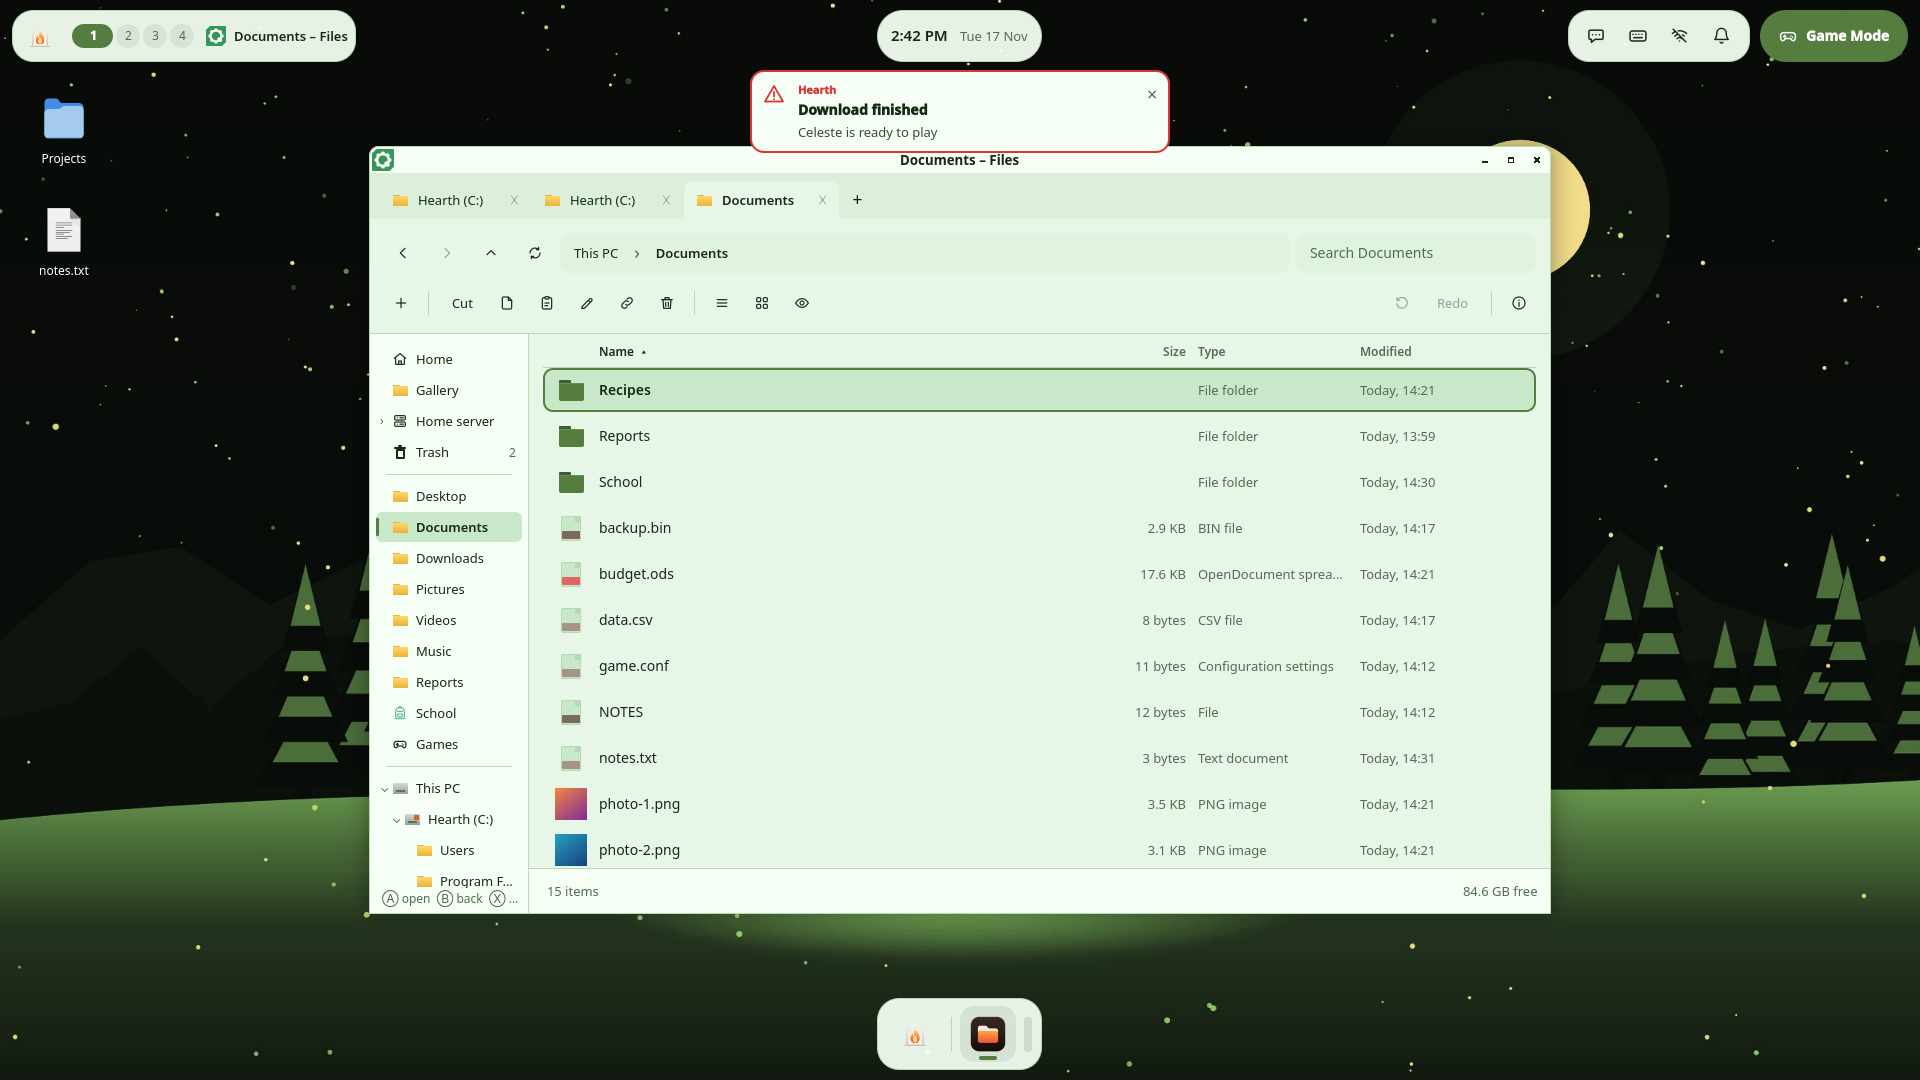 1 2 3 4 Documents – Files
2:42 PM Tue 17 Nov
Game Mode
Projects
notes.txt
Hearth
Download finished
Celeste is ready to play
Documents – Files
Hearth (C:)
Hearth (C:)
Documents
This PC › Documents
Search Documents
Cut
Redo
Home
Gallery
Home server
Trash 2
Desktop
Documents
Downloads
Pictures
Videos
Music
Reports
School
Games
This PC
Hearth (C:)
Users
Program F...
A open B back X ...
Name Size Type Modified
Recipes File folder Today, 14:21
Reports File folder Today, 13:59
School File folder Today, 14:30
backup.bin 2.9 KB BIN file Today, 14:17
budget.ods 17.6 KB OpenDocument sprea... Today, 14:21
data.csv 8 bytes CSV file Today, 14:17
game.conf 11 bytes Configuration settings Today, 14:12
NOTES 12 bytes File Today, 14:12
notes.txt 3 bytes Text document Today, 14:31
photo-1.png 3.5 KB PNG image Today, 14:21
photo-2.png 3.1 KB PNG image Today, 14:21
15 items
84.6 GB free